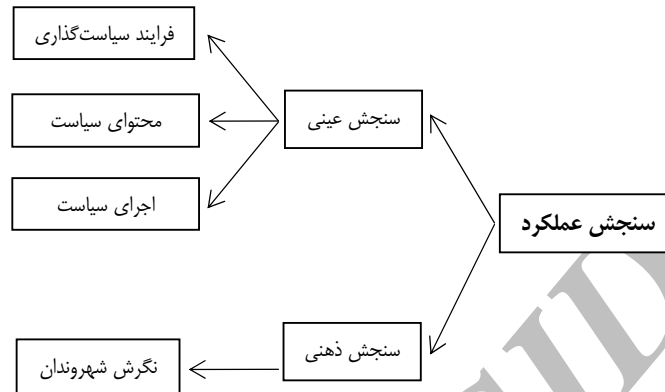 فرایند سیاست‌گذاری
سنجش عینی
محتوای سیاست
اجرای سیاست
سنجش عملکرد
سنجش ذهنی
نگرش شهروندان